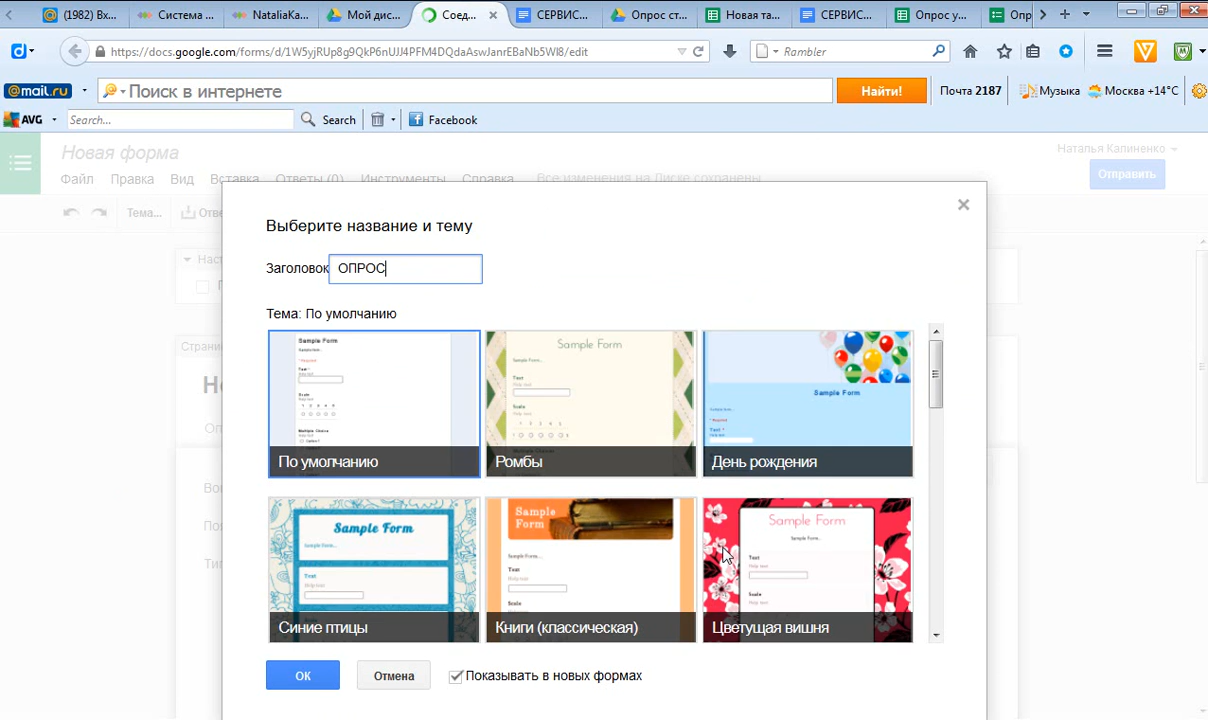 (1982) Вх...
Система ...
NataliaKa...
Мой дис...
Соед...
СЕРВИС...
Опрос ст...
Новая та...
СЕРВИС...
Опрос у...
Опр
https://docs.google.com/forms/d/1W5yjRUp8g9QkP6nUJJ4PFM4DQdaAswJanrEBaNb5WI8/edit
Rambler
@mail.ru
Поиск в интернете
Найти!
Почта 2187
Музыка
Москва +14°C
AVG
Search...
Search
Facebook
Новая форма
Наталья Калиненко
Файл Правка Вид Вставка Ответы (0) Инструменты Справка Все изменения на Диске сохранены
Отправить
Тема...
Отве
Выберите название и тему
Заголовок ОПРОС
Тема: По умолчанию
Sample Form
Sample Form
Sample Form
По умолчанию
Ромбы
День рождения
Sample Form
Sample Form
Sample Form
Синие птицы
Книги (классическая)
Цветущая вишня
ОК
Отмена
Показывать в новых формах